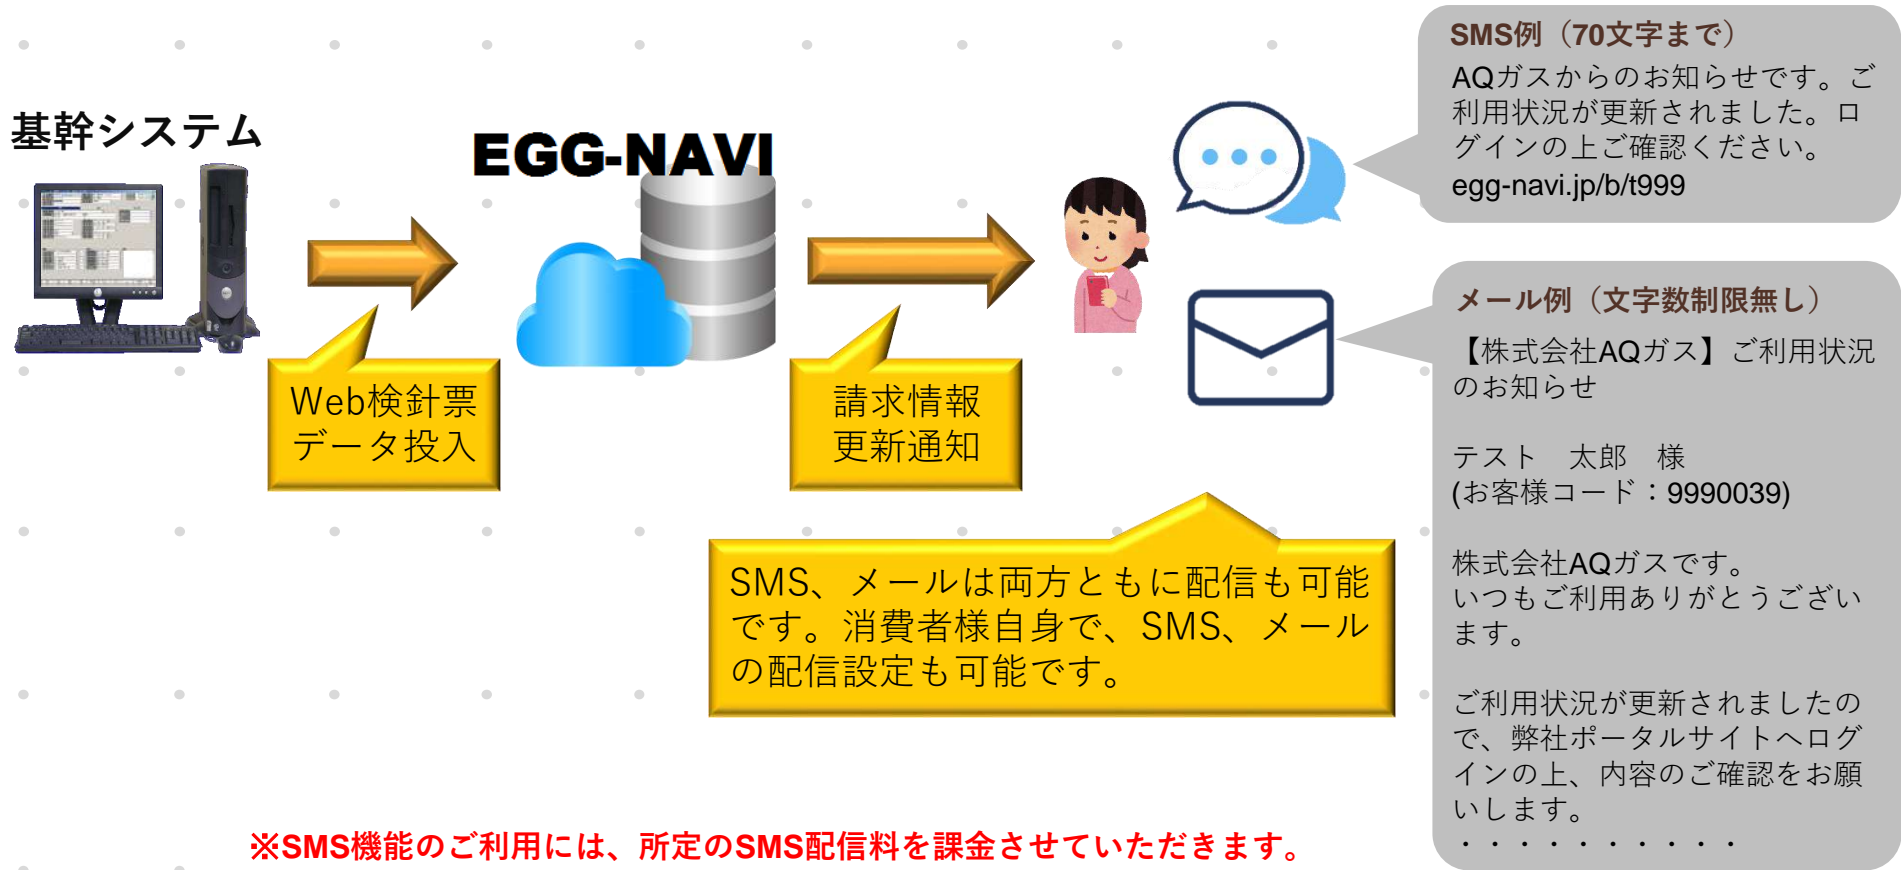 基幹システム
EGG-NAVI
Web検針票
データ投入
請求情報
更新通知
SMS、メールは両方ともに配信も可能
です。消費者様自身で、SMS、メール
の配信設定も可能です。
SMS例（70文字まで）
AQガスからのお知らせです。ご
利用状況が更新されました。ロ
グインの上ご確認ください。
egg-navi.jp/b/t999
メール例（文字数制限無し）
【株式会社AQガス】ご利用状況
のお知らせ
テスト　太郎　様
(お客様コード：9990039)
株式会社AQガスです。
いつもご利用ありがとうござい
ます。
ご利用状況が更新されましたの
で、弊社ポータルサイトへログ
インの上、内容のご確認をお願
いします。
・・・・・・・・・・
※SMS機能のご利用には、所定のSMS配信料を課金させていただきます。